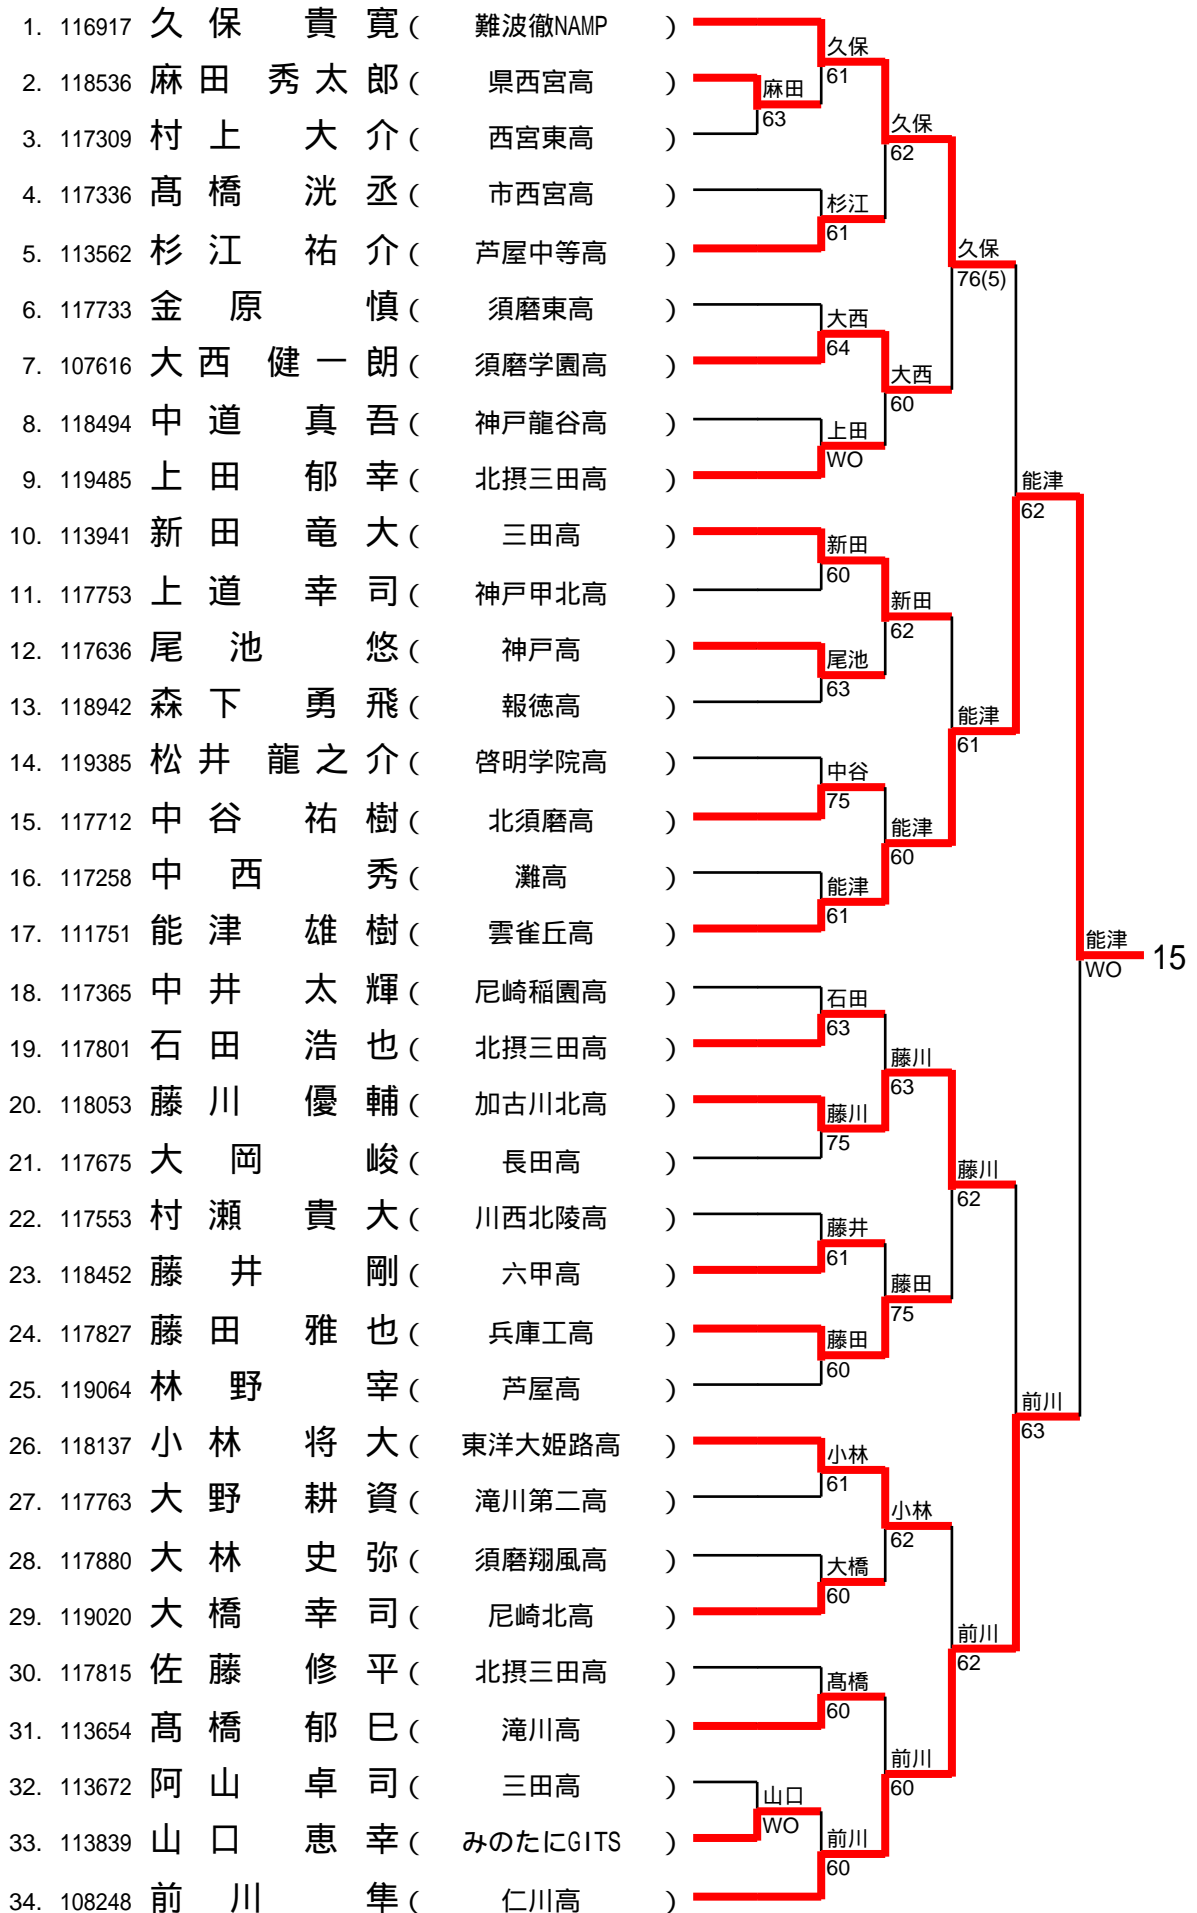 1. 116917 久保 貴寛 ( 難波徹NAMP )
久保
61
2. 118536 麻田 秀太郎 ( 県西宮高 )
麻田
63
3. 117309 村上 大介 ( 西宮東高 )
久保
62
4. 117336 髙橋 洸丞 ( 市西宮高 )
杉江
61
5. 113562 杉江 祐介 ( 芦屋中等高 )
久保
76(5)
6. 117733 金原 慎 ( 須磨東高 )
大西
64
7. 107616 大西 健一朗 ( 須磨学園高 )
大西
60
8. 118494 中道 真吾 ( 神戸龍谷高 )
上田
WO
9. 119485 上田 郁幸 ( 北摂三田高 )
能津
62
10. 113941 新田 竜大 ( 三田高 )
新田
60
11. 117753 上道 幸司 ( 神戸甲北高 )
新田
62
12. 117636 尾池 悠 ( 神戸高 )
尾池
63
13. 118942 森下 勇飛 ( 報徳高 )
能津
61
14. 119385 松井 龍之介 ( 啓明学院高 )
中谷
75
15. 117712 中谷 祐樹 ( 北須磨高 )
能津
60
16. 117258 中西 秀 ( 灘高 )
能津
61
17. 111751 能津 雄樹 ( 雲雀丘高 )
能津
WO
15
18. 117365 中井 太輝 ( 尼崎稲園高 )
石田
63
19. 117801 石田 浩也 ( 北摂三田高 )
藤川
63
20. 118053 藤川 優輔 ( 加古川北高 )
藤川
75
21. 117675 大岡 峻 ( 長田高 )
藤川
62
22. 117553 村瀬 貴大 ( 川西北陵高 )
藤井
61
23. 118452 藤井 剛 ( 六甲高 )
藤田
75
24. 117827 藤田 雅也 ( 兵庫工高 )
藤田
60
25. 119064 林野 宰 ( 芦屋高 )
前川
63
26. 118137 小林 将大 ( 東洋大姫路高 )
小林
61
27. 117763 大野 耕資 ( 滝川第二高 )
小林
62
28. 117880 大林 史弥 ( 須磨翔風高 )
大橋
60
29. 119020 大橋 幸司 ( 尼崎北高 )
前川
62
30. 117815 佐藤 修平 ( 北摂三田高 )
髙橋
60
31. 113654 髙橋 郁巳 ( 滝川高 )
前川
60
32. 113672 阿山 卓司 ( 三田高 )
山口
WO
33. 113839 山口 恵幸 ( みのたにGITS )
前川
60
34. 108248 前川 隼 ( 仁川高 )